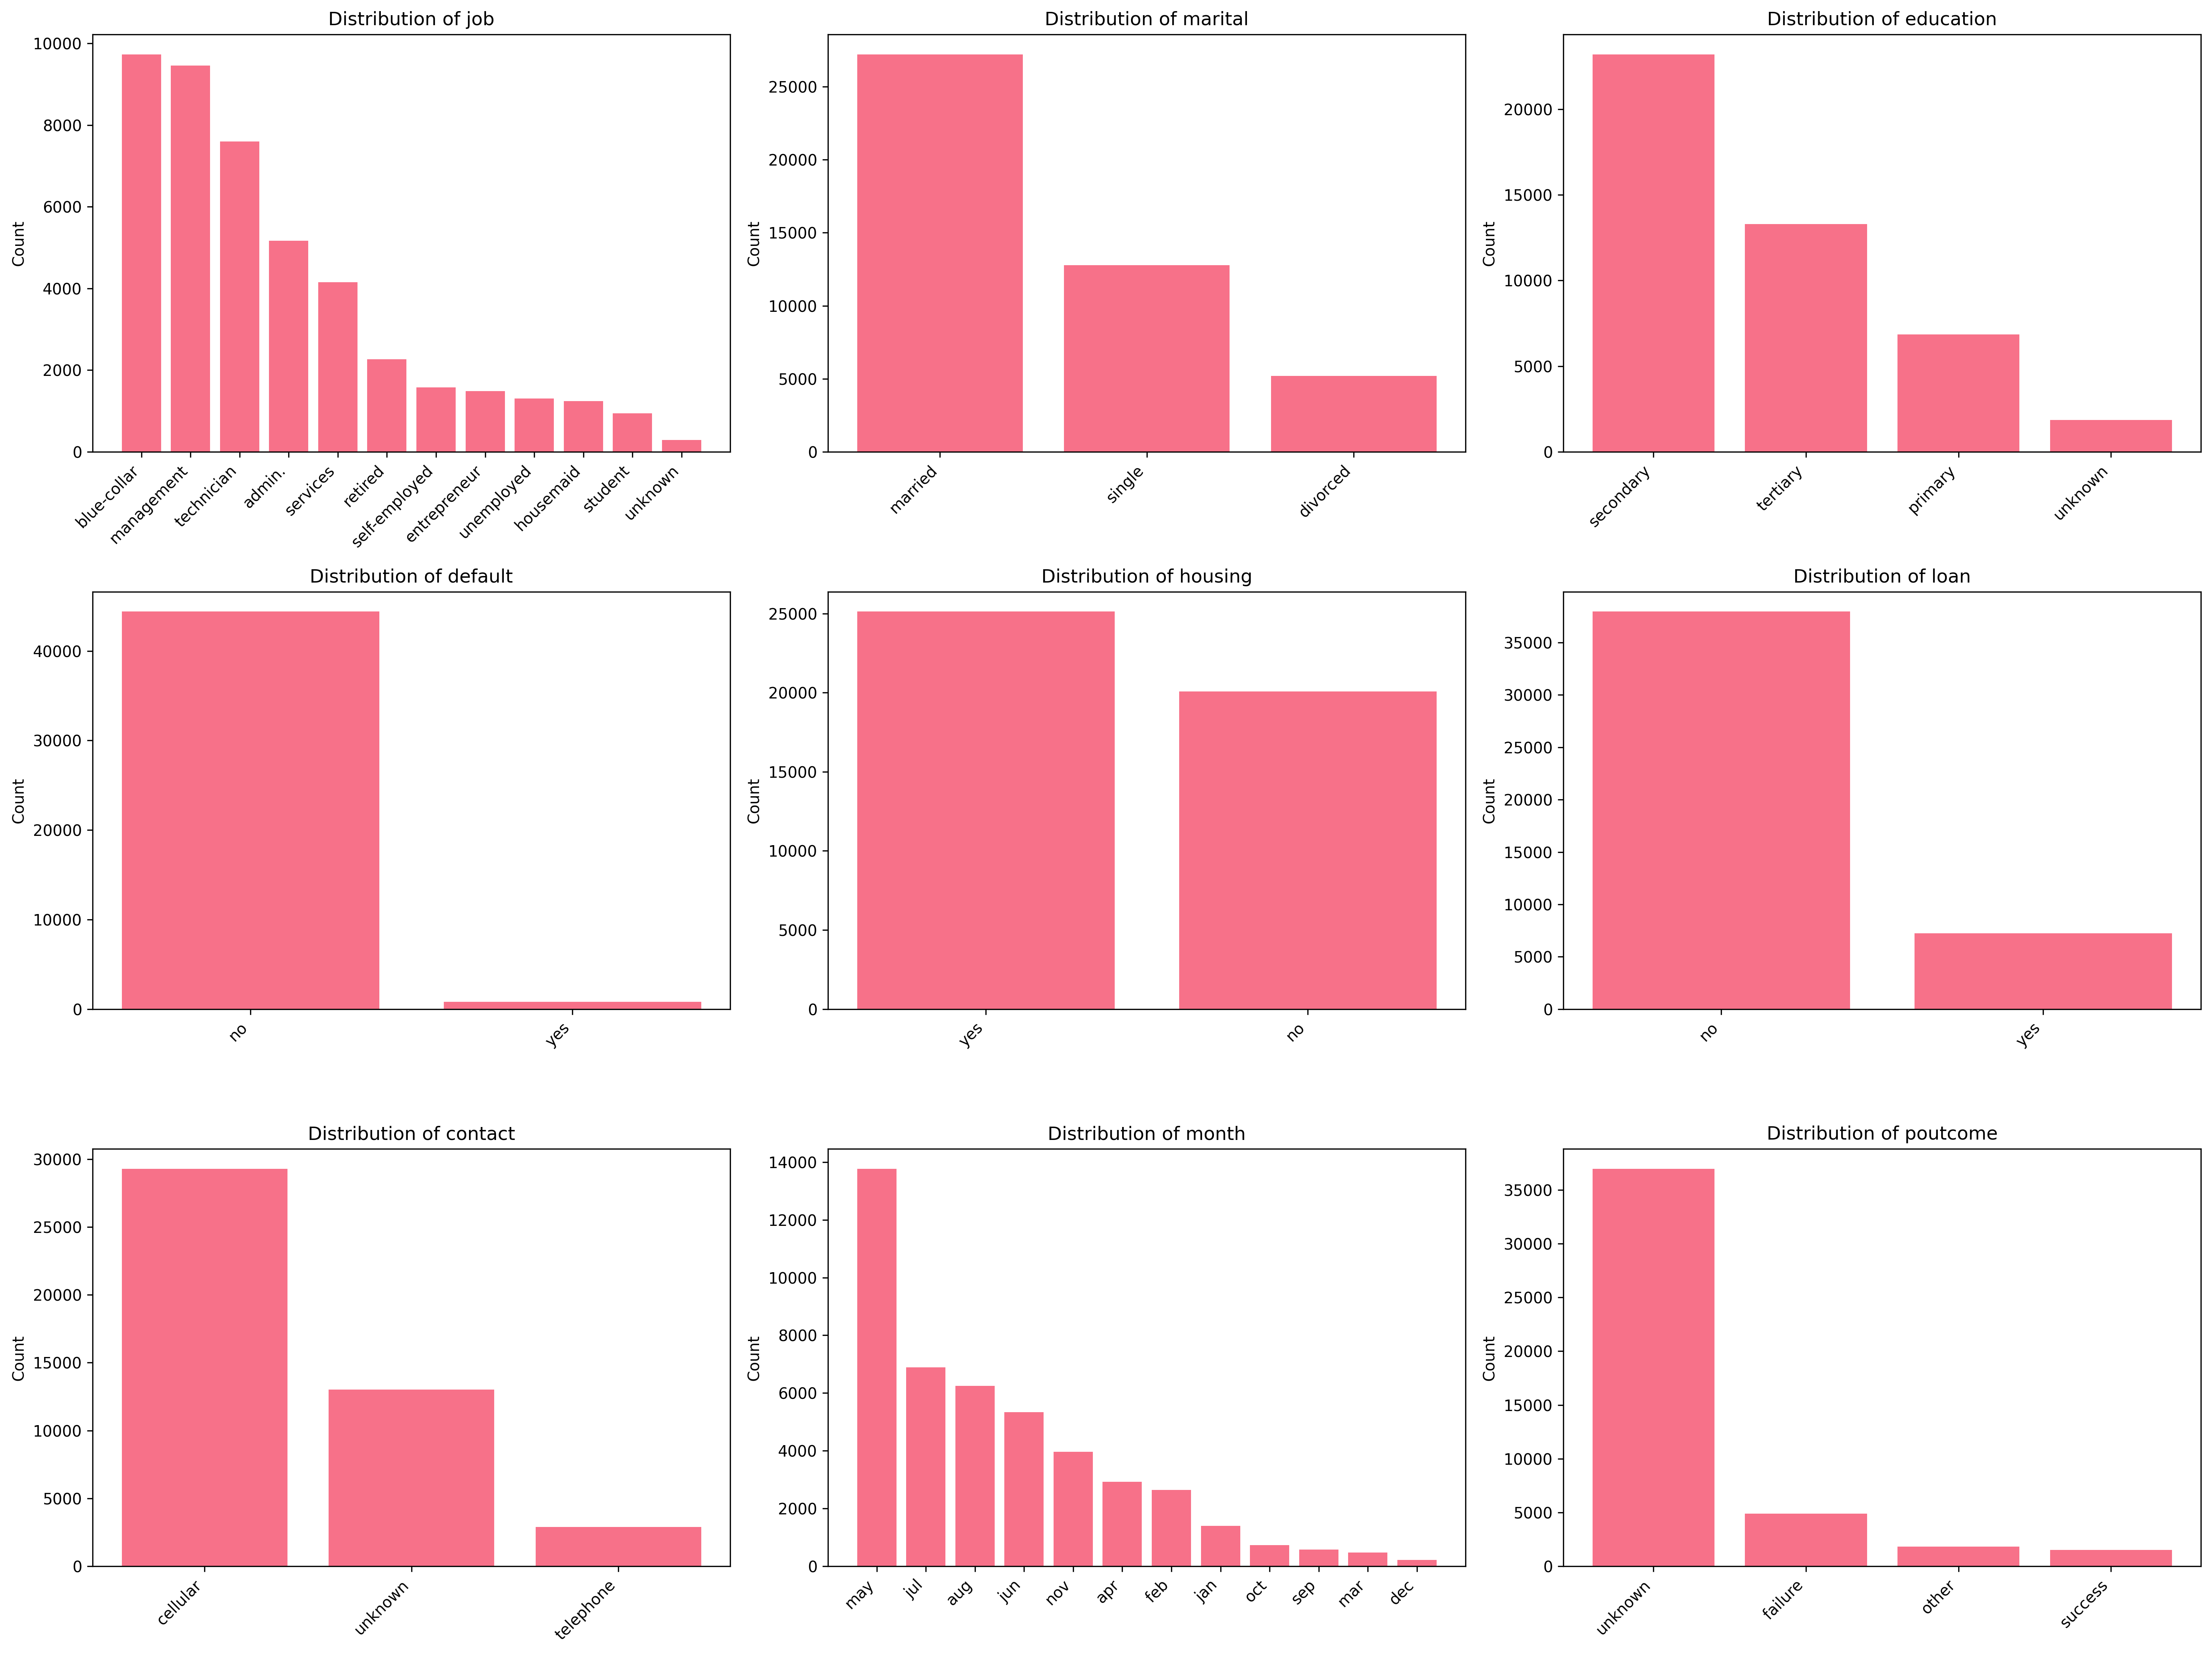 Distribution of job
Count
10000
8000
6000
4000
2000
0
blue-collar
management
technician
admin.
services
retired
self-employed
entrepreneur
unemployed
housemaid
student
unknown
Distribution of marital
Count
25000
20000
15000
10000
5000
0
married
single
divorced
Distribution of education
Count
20000
15000
10000
5000
0
secondary
tertiary
primary
unknown
Distribution of default
Count
40000
30000
20000
10000
0
no
yes
Distribution of housing
Count
25000
20000
15000
10000
5000
0
yes
no
Distribution of loan
Count
35000
30000
25000
20000
15000
10000
5000
0
no
yes
Distribution of contact
Count
30000
25000
20000
15000
10000
5000
0
cellular
unknown
telephone
Distribution of month
Count
14000
12000
10000
8000
6000
4000
2000
0
may
jul
aug
jun
nov
apr
feb
jan
oct
sep
mar
dec
Distribution of poutcome
Count
35000
30000
25000
20000
15000
10000
5000
0
unknown
failure
other
success